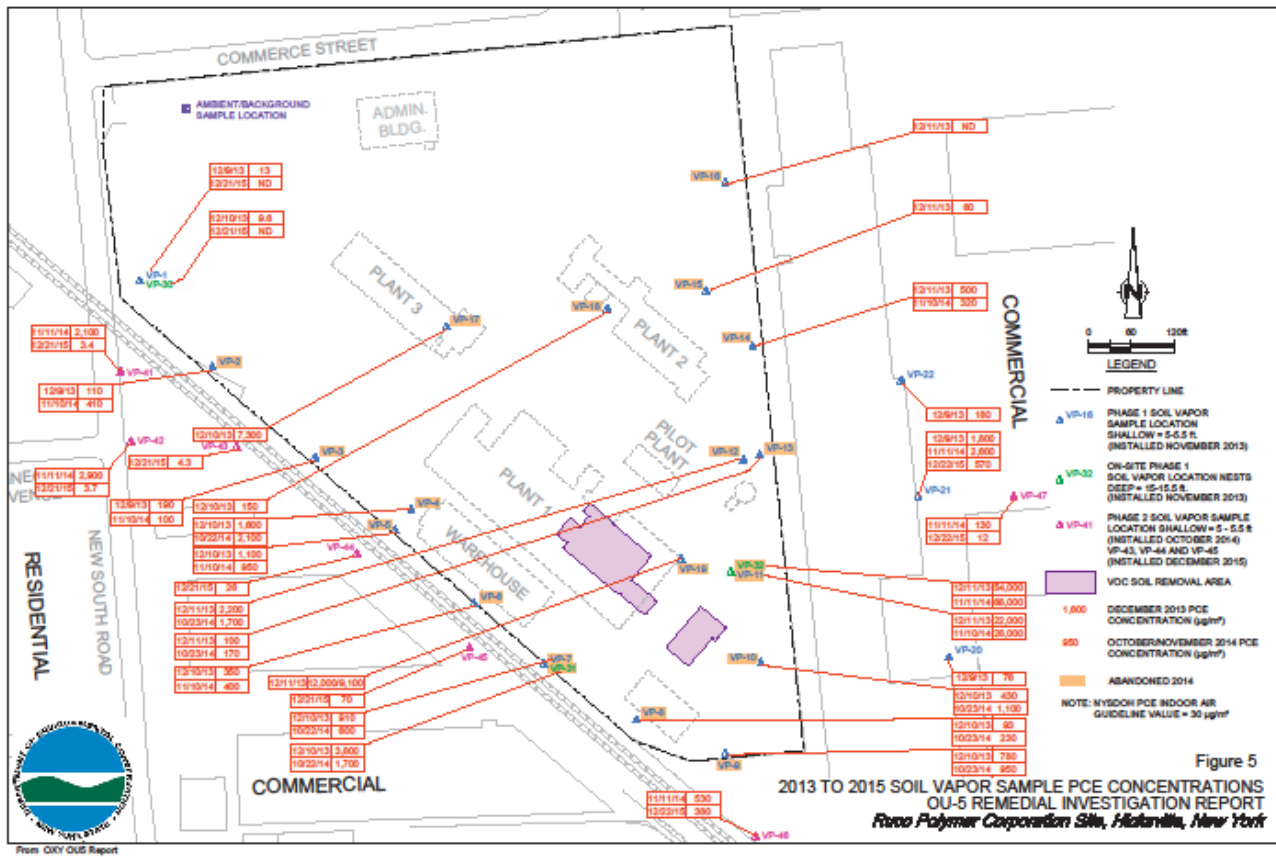 COMMERCE STREET
AMBIENT/BACKGROUND
SAMPLE LOCATION
ADMIN.
BLDG.
12/11/13 ND
VP-16
12/9/13 13
12/21/15 ND
12/10/13 9.6
12/21/15 ND
12/11/13 60
VP-1
VP-30
PLANT 3
VP-15
VP-18
VP-17
PLANT 2
12/11/13 500
11/10/14 320
VP-14
COMMERCIAL
0 60 120ft
LEGEND
11/11/14 2,100
12/21/15 3.4
VP-41
VP-2
12/9/13 110
11/10/14 410
VP-22
12/9/13 180
PROPERTY LINE
VP-16
PHASE 1 SOIL VAPOR
SAMPLE LOCATION
SHALLOW = 5-5.5 ft.
(INSTALLED NOVEMBER 2013)
VP-42
12/10/13 7,300
VP-43
12/21/15 4.3
11/11/14 2,900
12/21/15 3.7
VP-3
PILOT
PLANT
VP-12
VP-13
12/9/13 1,600
11/11/14 2,600
12/22/15 570
VP-21
VP-47
VP-32
ON-SITE PHASE 1
SOIL VAPOR LOCATION NESTS
DEEP = 15-15.5 ft.
(INSTALLED NOVEMBER 2013)
12/9/13 190
11/10/14 100
12/10/13 150
VP-4
PLANT 1
12/10/13 1,600
10/22/14 2,100
VP-5
12/10/13 1,100
11/10/14 950
WAREHOUSE
VP-44
11/11/14 130
12/22/15 12
VP-41
PHASE 2 SOIL VAPOR SAMPLE
LOCATION SHALLOW = 5 - 5.5 ft
(INSTALLED OCTOBER 2014)
VP-43, VP-44 AND VP-45
(INSTALLED DECEMBER 2015)
RESIDENTIAL
NEW SOUTH ROAD
VP-19
VP-32
VP-11
12/21/15 26
12/11/13 2,200
10/23/14 1,700
12/11/13 54,000
VOC SOIL REMOVAL AREA
VP-6
12/11/13 22,000
11/10/14 28,000
12/11/13 100
10/23/14 170
1,600
DECEMBER 2013 PCE
CONCENTRATION (µg/m³)
950
OCTOBER/NOVEMBER 2014 PCE
CONCENTRATION (µg/m³)
VP-45
VP-7
VP-31
VP-10
VP-20
12/10/13 350
11/10/14 400
12/11/13 12,000/9,100
12/21/15 70
12/9/13 76
ABANDONED 2014
12/10/13 910
10/22/14 600
12/10/13 430
10/23/14 1,100
NOTE: NYSDOH PCE INDOOR AIR
GUIDELINE VALUE = 30 µg/m³
VP-8
12/10/13 93
10/23/14 230
12/10/13 3,800
10/22/14 1,700
VP-9
12/10/13 780
10/23/14 950
COMMERCIAL
Figure 5
2013 TO 2015 SOIL VAPOR SAMPLE PCE CONCENTRATIONS
OU-5 REMEDIAL INVESTIGATION REPORT
Ruco Polymer Corporation Site, Hicksville, New York
11/11/14 530
12/22/15 380
VP-46
From OXY OU5 Report